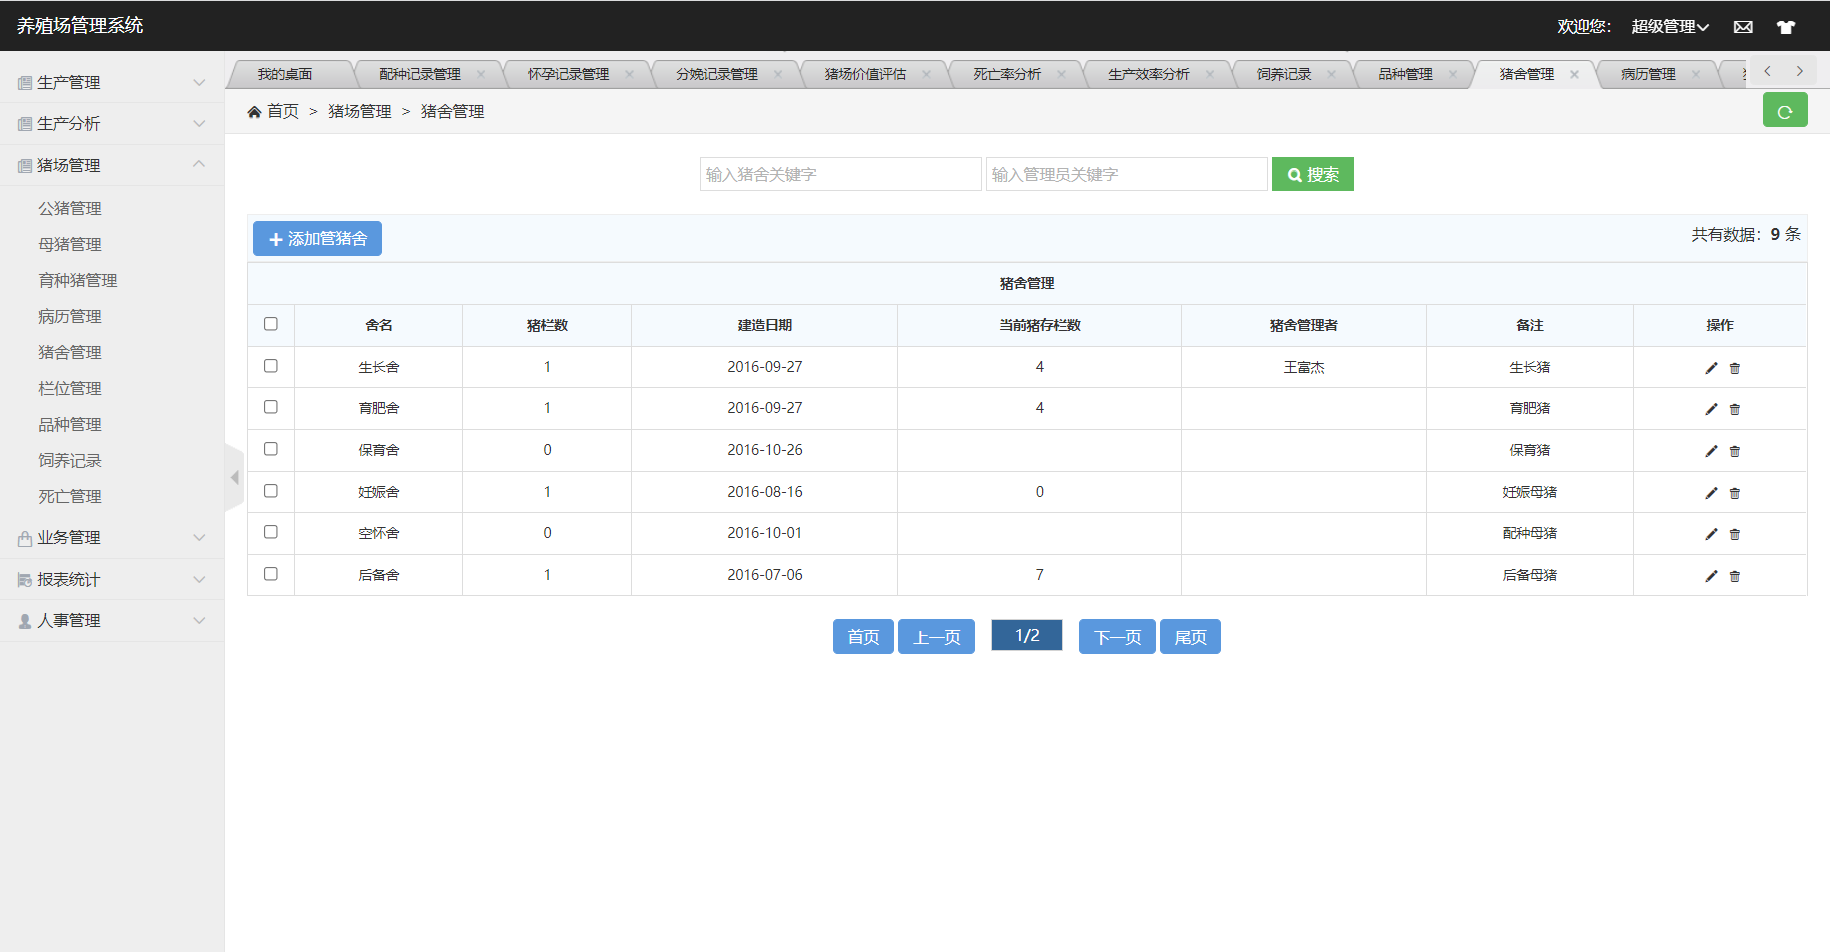 养殖场管理系统
欢迎您： 超级管理
生产管理
生产分析
猪场管理
公猪管理
母猪管理
育种猪管理
病历管理
猪舍管理
栏位管理
品种管理
饲养记录
死亡管理
业务管理
报表统计
人事管理
我的桌面 配种记录管理 怀孕记录管理 分娩记录管理 猪场价值评估 死亡率分析 生产效率分析 饲养记录 品种管理 猪舍管理 病历管理
首页 > 猪场管理 > 猪舍管理
输入猪舍关键字 输入管理员关键字 搜索
添加管猪舍 共有数据：9 条
猪舍管理
舍名 猪栏数 建造日期 当前猪存栏数 猪舍管理者 备注 操作
生长舍 1 2016-09-27 4 王富杰 生长猪
育肥舍 1 2016-09-27 4 育肥猪
保育舍 0 2016-10-26 保育猪
妊娠舍 1 2016-08-16 0 妊娠母猪
空怀舍 0 2016-10-01 配种母猪
后备舍 1 2016-07-06 7 后备母猪
首页 上一页 1/2 下一页 尾页